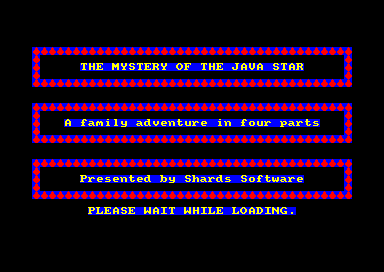 THE MYSTERY OF THE JAVA STAR
A family adventure in four parts
Presented by Shards Software
PLEASE WAIT WHILE LOADING.